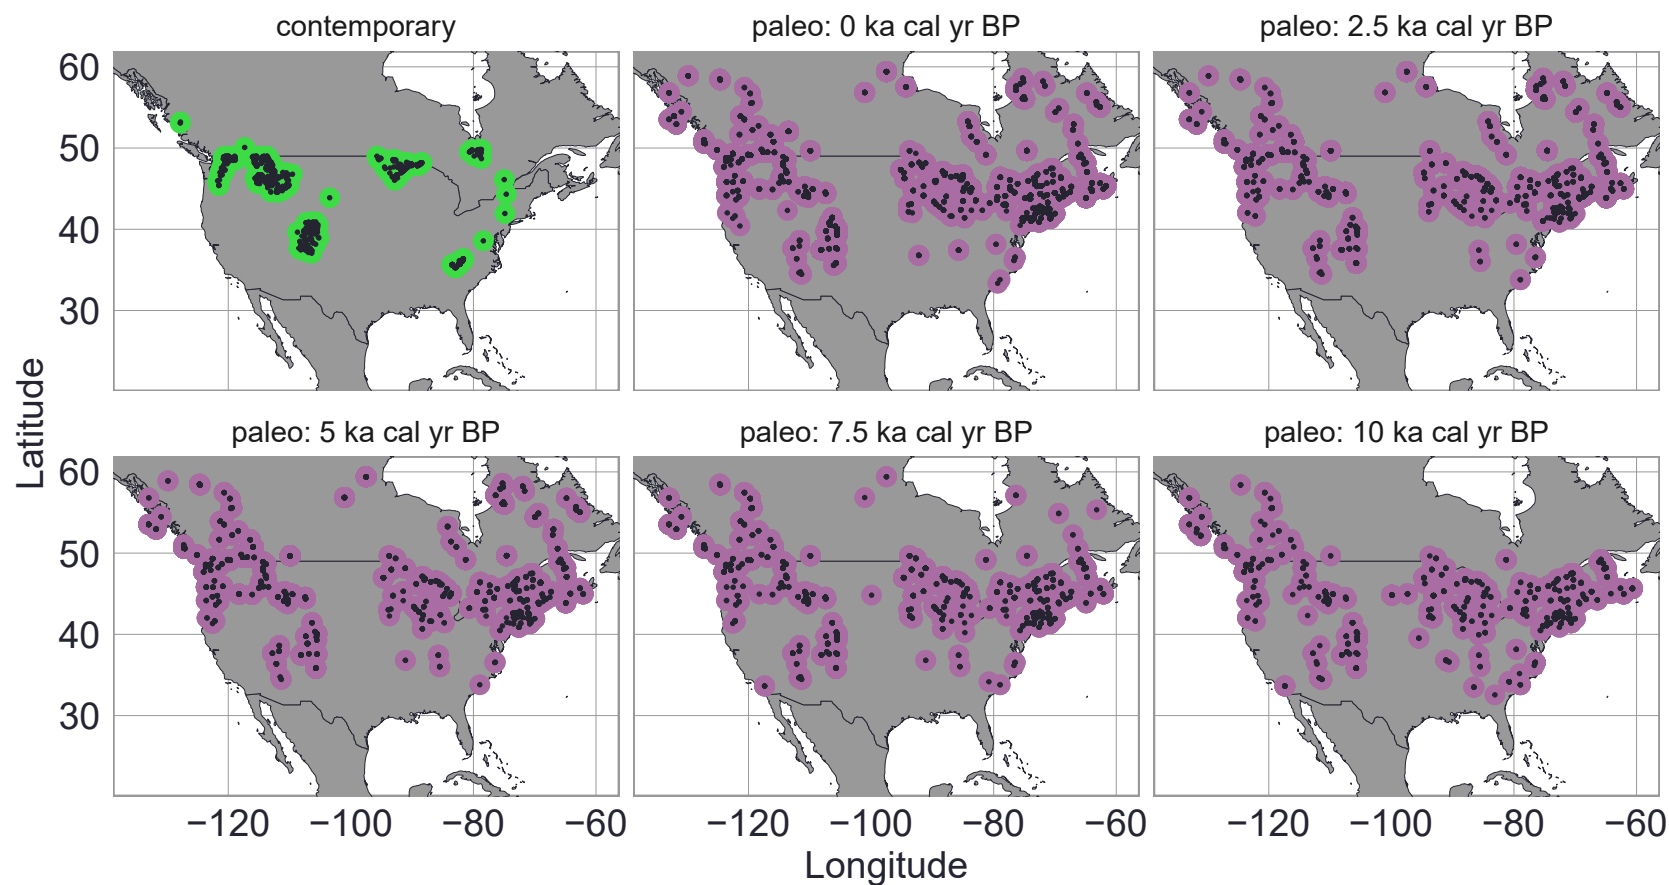 contemporary
paleo: 0 ka cal yr BP
paleo: 2.5 ka cal yr BP
60
50
40
30
Latitude
paleo: 5 ka cal yr BP
paleo: 7.5 ka cal yr BP
paleo: 10 ka cal yr BP
60
50
40
30
−120 −100 −80 −60
−120 −100 −80 −60
−120 −100 −80 −60
Longitude